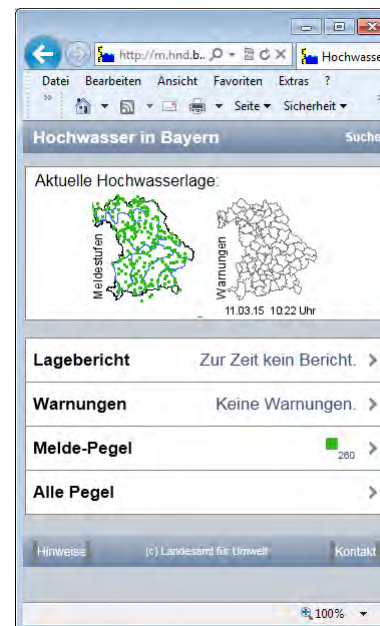 http://m.hnd.b.. Hochwasse
Datei Bearbeiten Ansicht Favoriten Extras ?
» Seite Sicherheit
Hochwasser in Bayern Suche
Aktuelle Hochwasserlage:
Meldestufen
Warnungen
11.03.15 10:22 Uhr
Lagebericht Zur Zeit kein Bericht. >
Warnungen Keine Warnungen. >
Melde-Pegel 260 >
Alle Pegel >
Hinweise (c) Landesamt für Umwelt Kontakt
100%